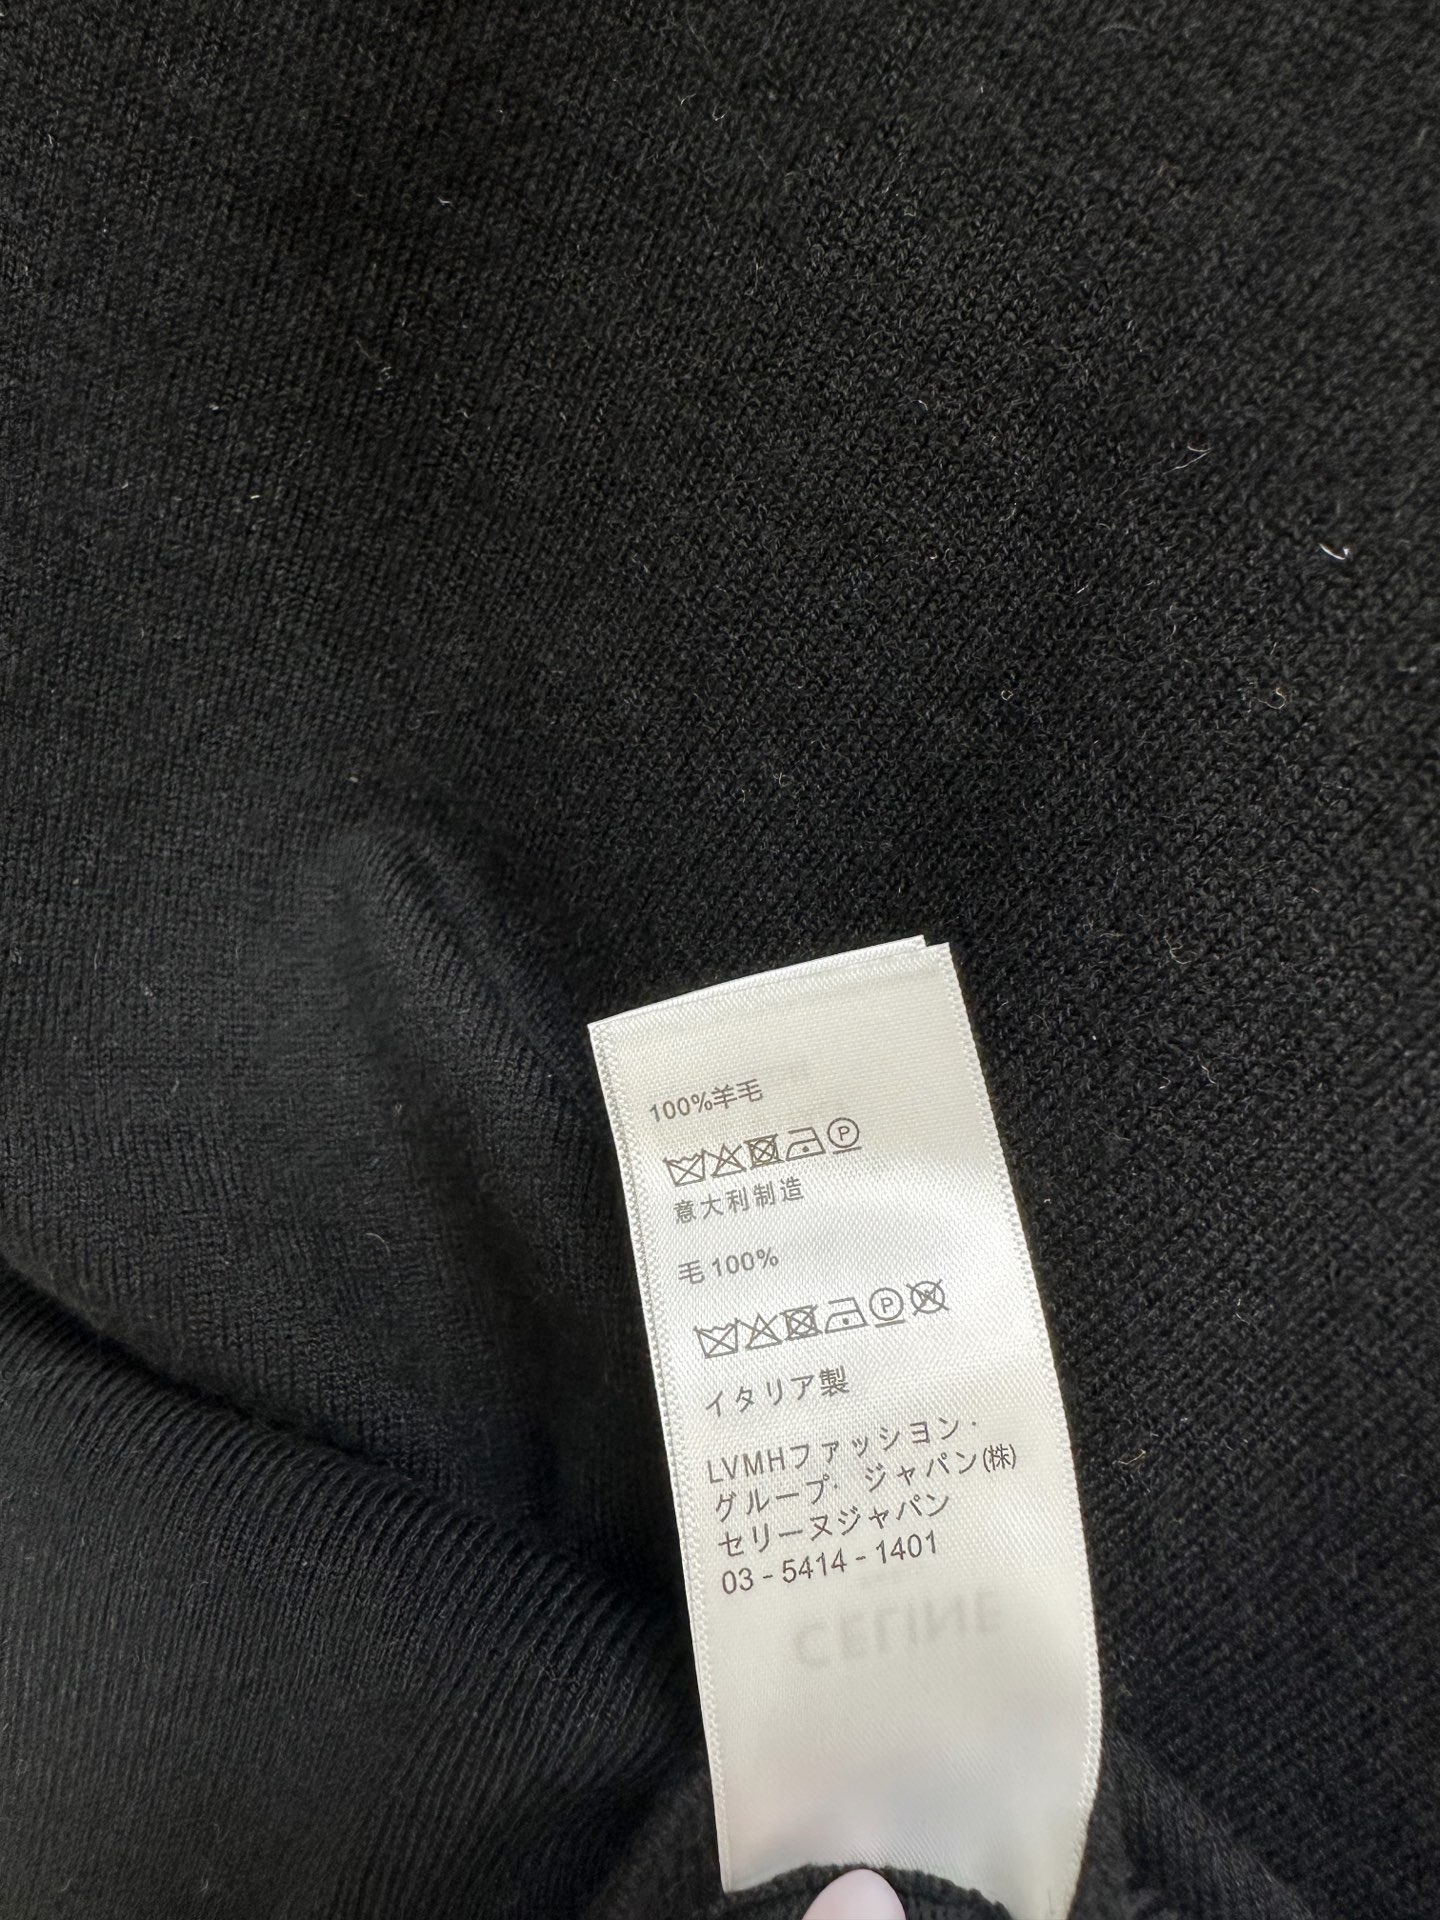 100%羊毛
P
意大利制造
毛 100%
P W
イタリア製
LVMHファッション・
グループ・ジャパン(株)
セリーヌジャパン
03 - 5414 - 1401
CELINE